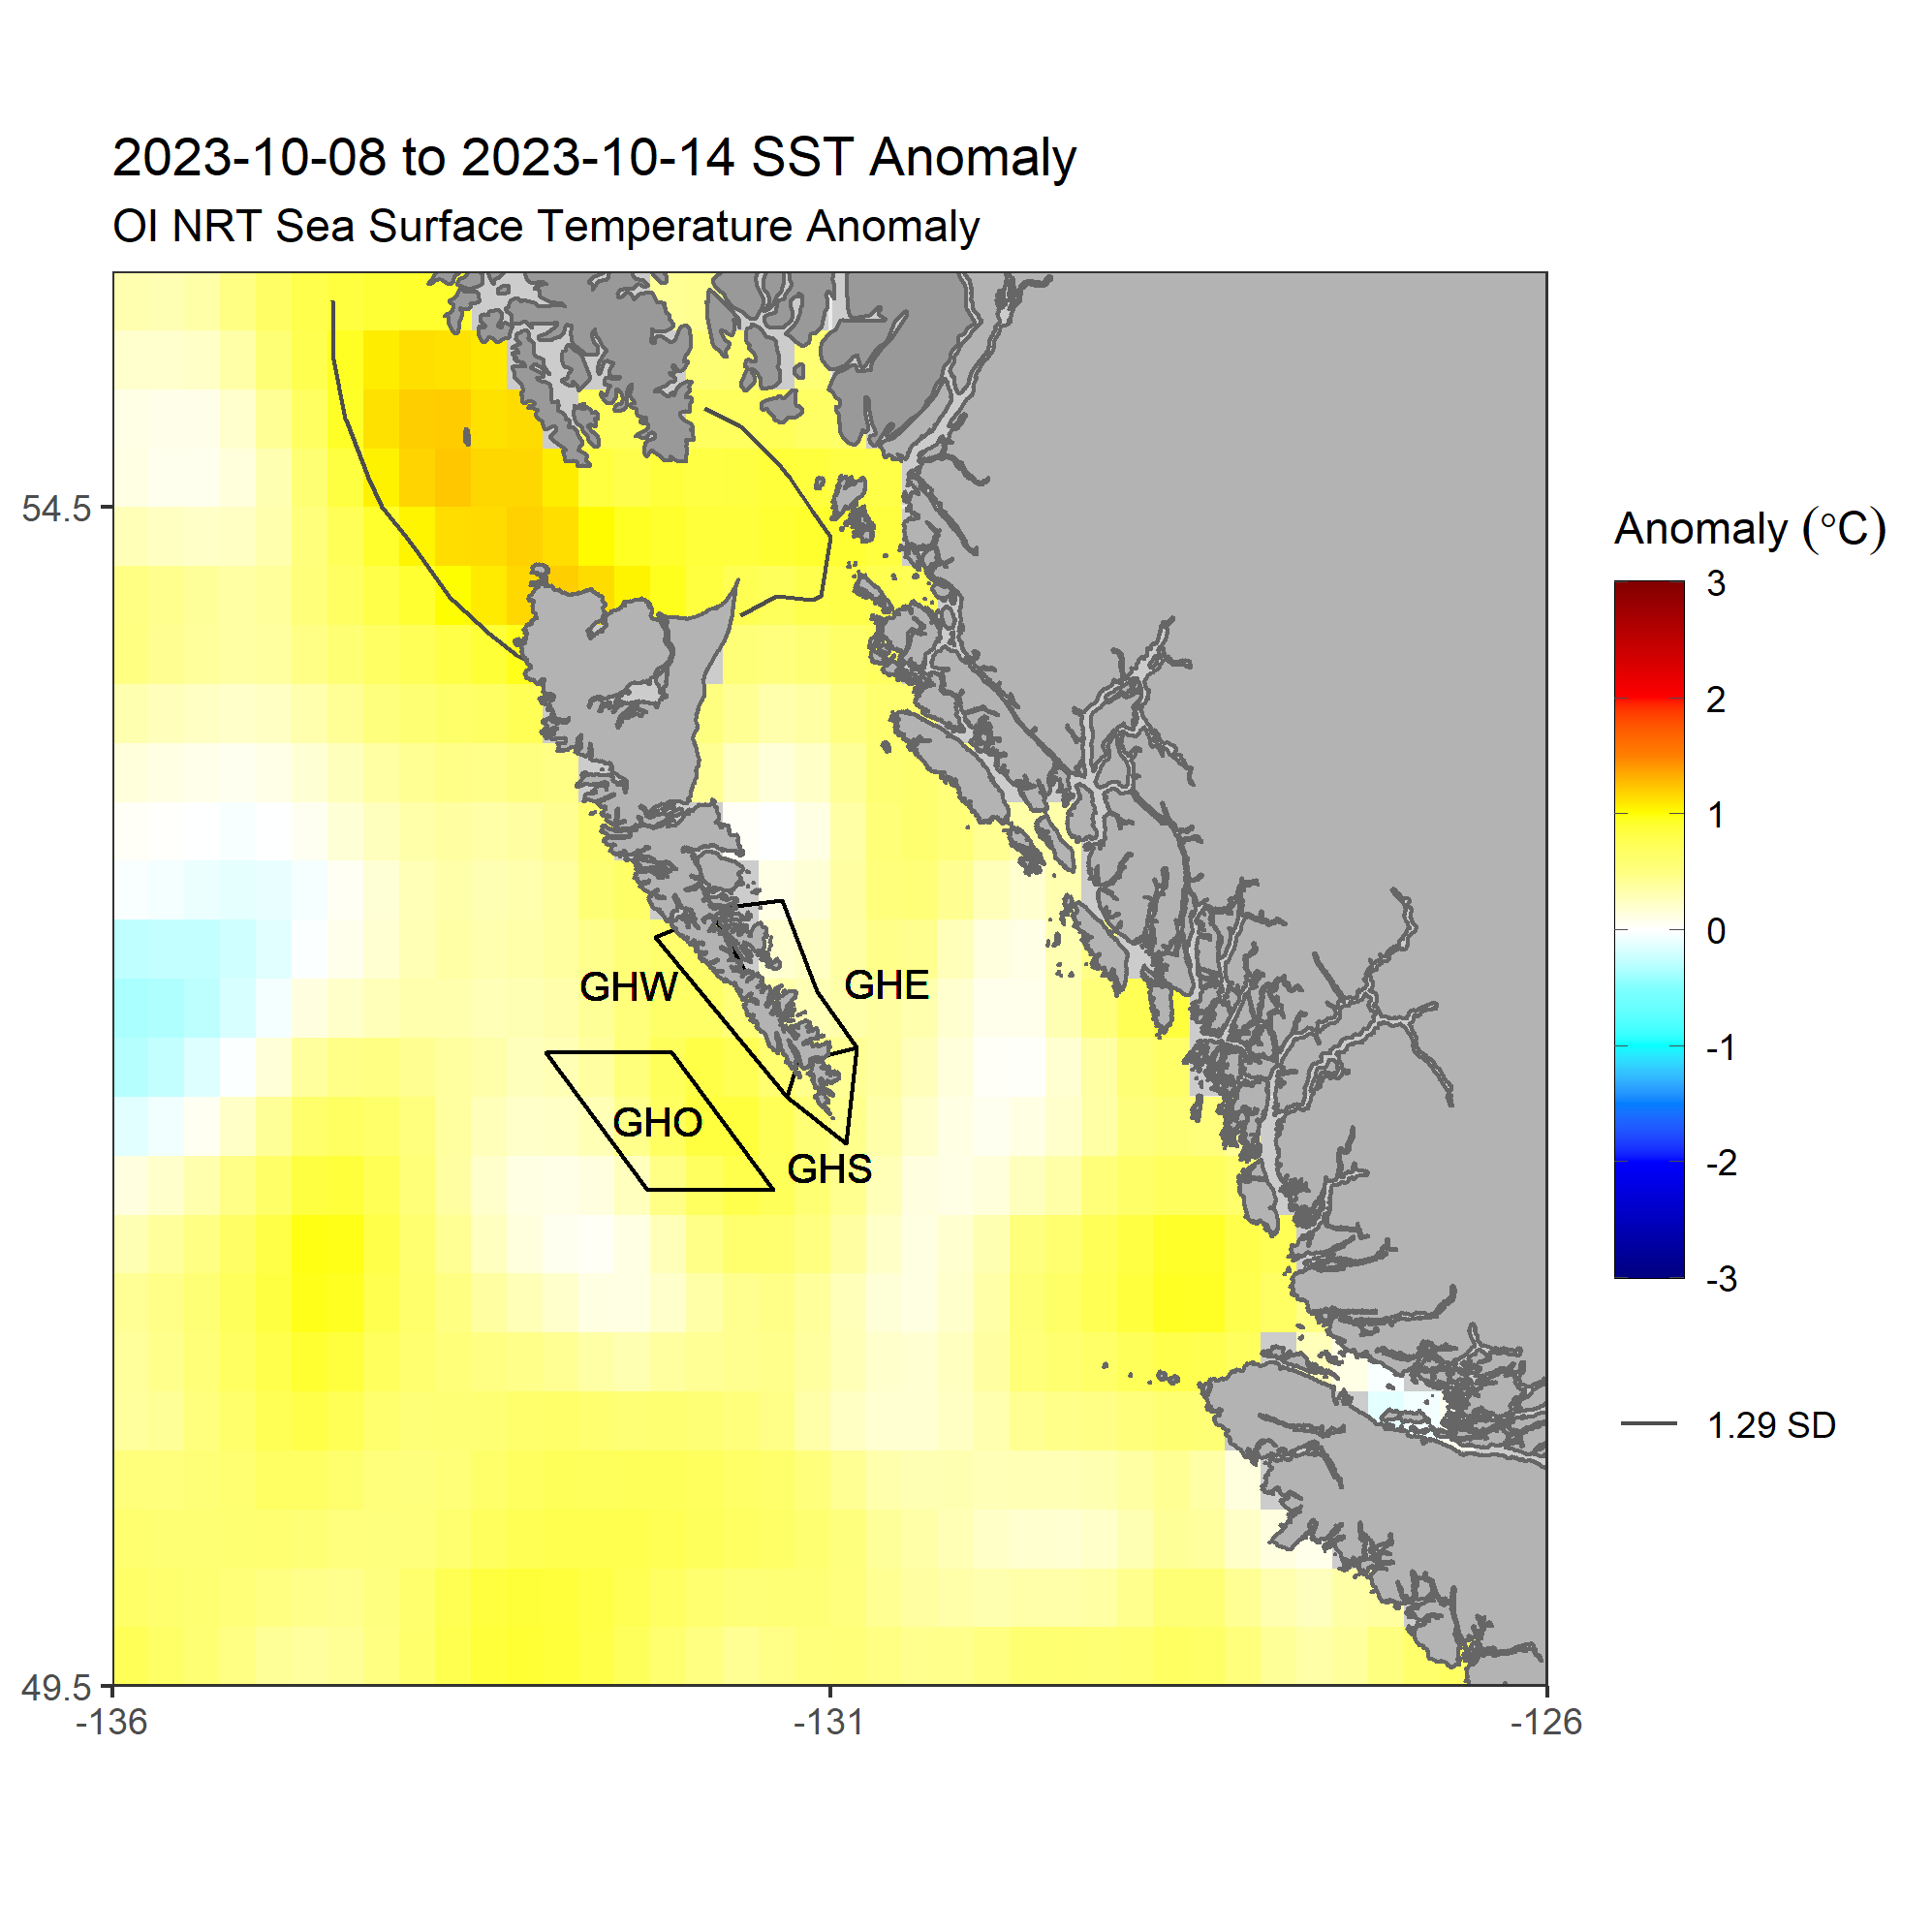 2023-10-08 to 2023-10-14 SST Anomaly
OI NRT Sea Surface Temperature Anomaly
54.5
49.5
-136
-131
-126
GHW
GHE
GHO
GHS
Anomaly (°C)
3
2
1
0
-1
-2
-3
1.29 SD